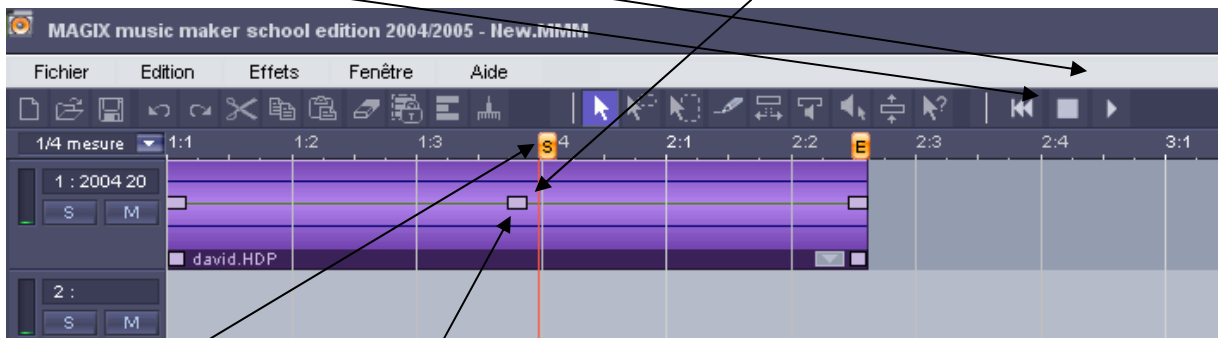 MAGIX music maker school edition 2004/2005 - New.MMM
Fichier Edition Effets Fenêtre Aide
1/4 mesure 1:1 1:2 1:3 S 4 2:1 2:2 E 2:3 2:4 3:1
1 : 2004 20
S M
david.HDP
2 :
S M